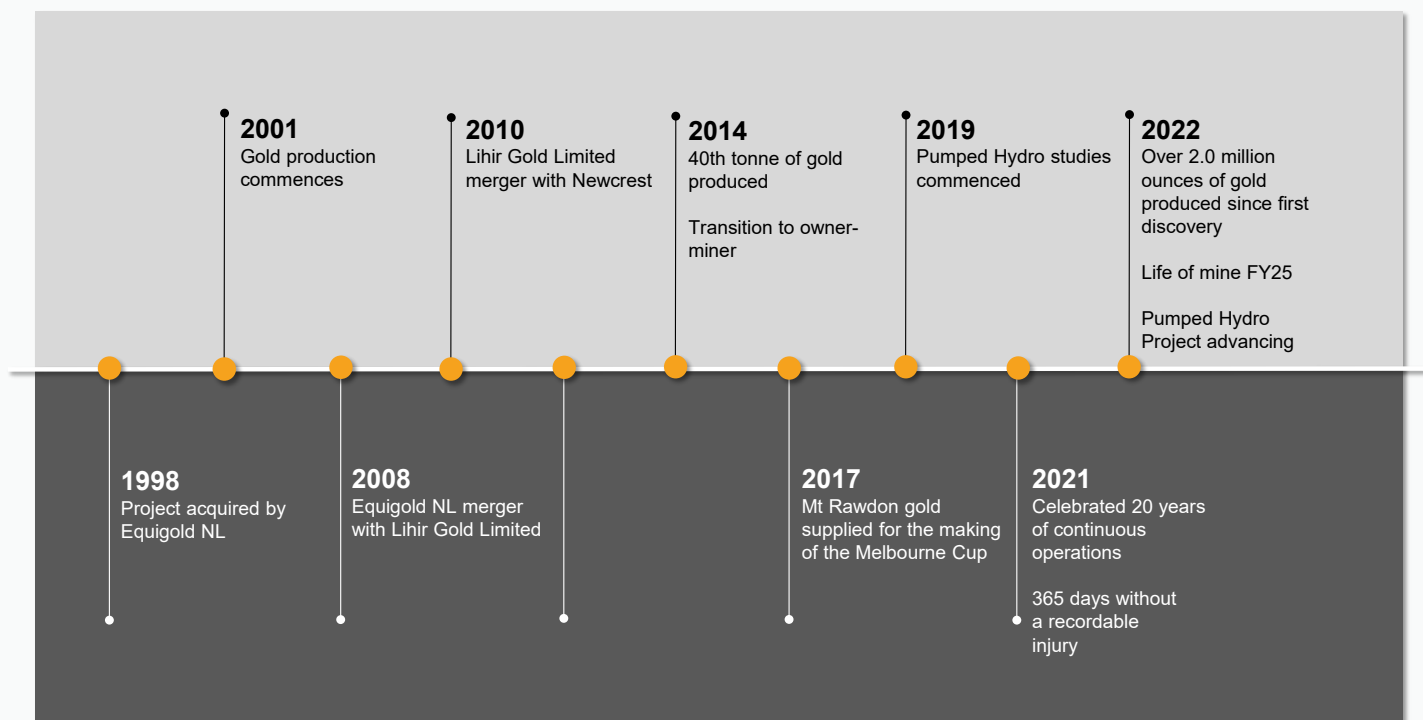 2001
Gold production
commences
2010
Lihir Gold Limited
merger with Newcrest
2014
40th tonne of gold
produced
Transition to owner-
miner
2019
Pumped Hydro studies
commenced
2022
Over 2.0 million
ounces of gold
produced since first
discovery
Life of mine FY25
Pumped Hydro
Project advancing
1998
Project acquired by
Equigold NL
2008
Equigold NL merger
with Lihir Gold Limited
2017
Mt Rawdon gold
supplied for the making
of the Melbourne Cup
2021
Celebrated 20 years
of continuous
operations
365 days without
a recordable
injury